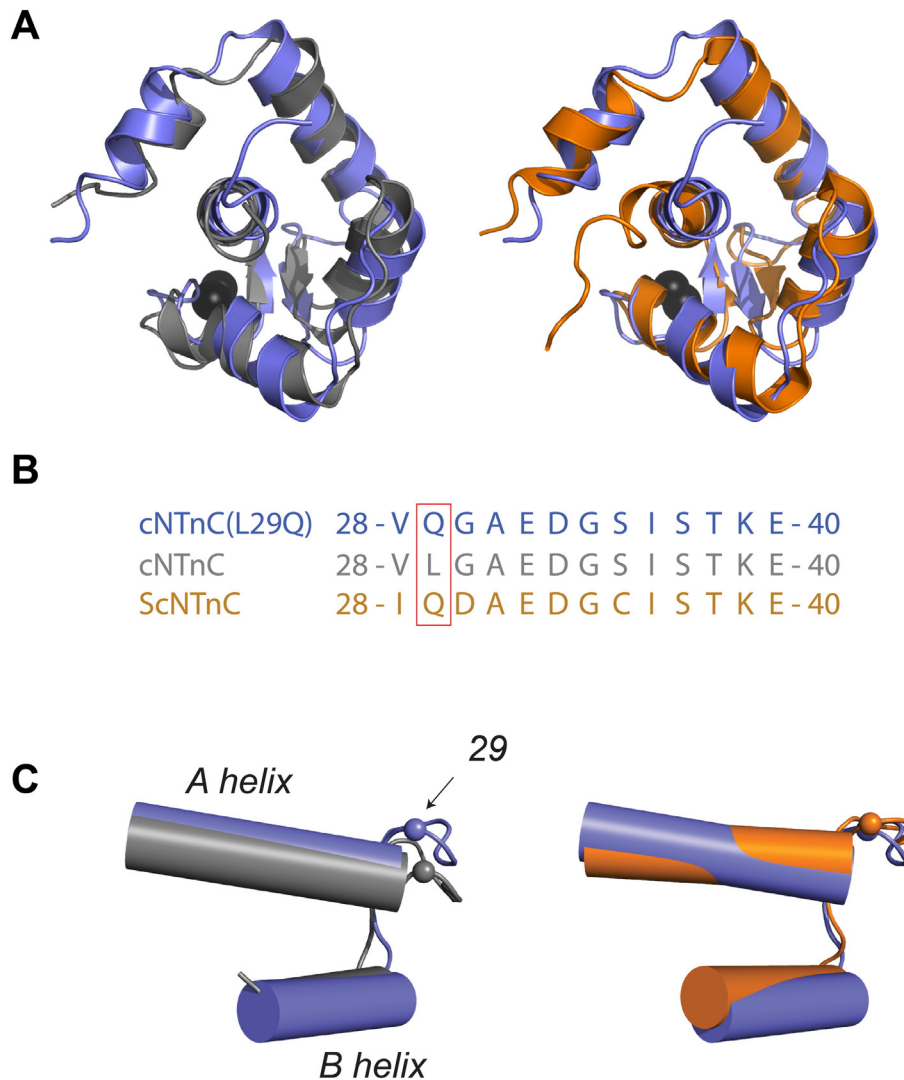 A
B
cNTnC(L29Q) 28 - V Q G A E D G S I S T K E - 40
cNTnC 28 - V L G A E D G S I S T K E - 40
ScNTnC 28 - I Q D A E D G C I S T K E - 40
C
A helix
29
B helix